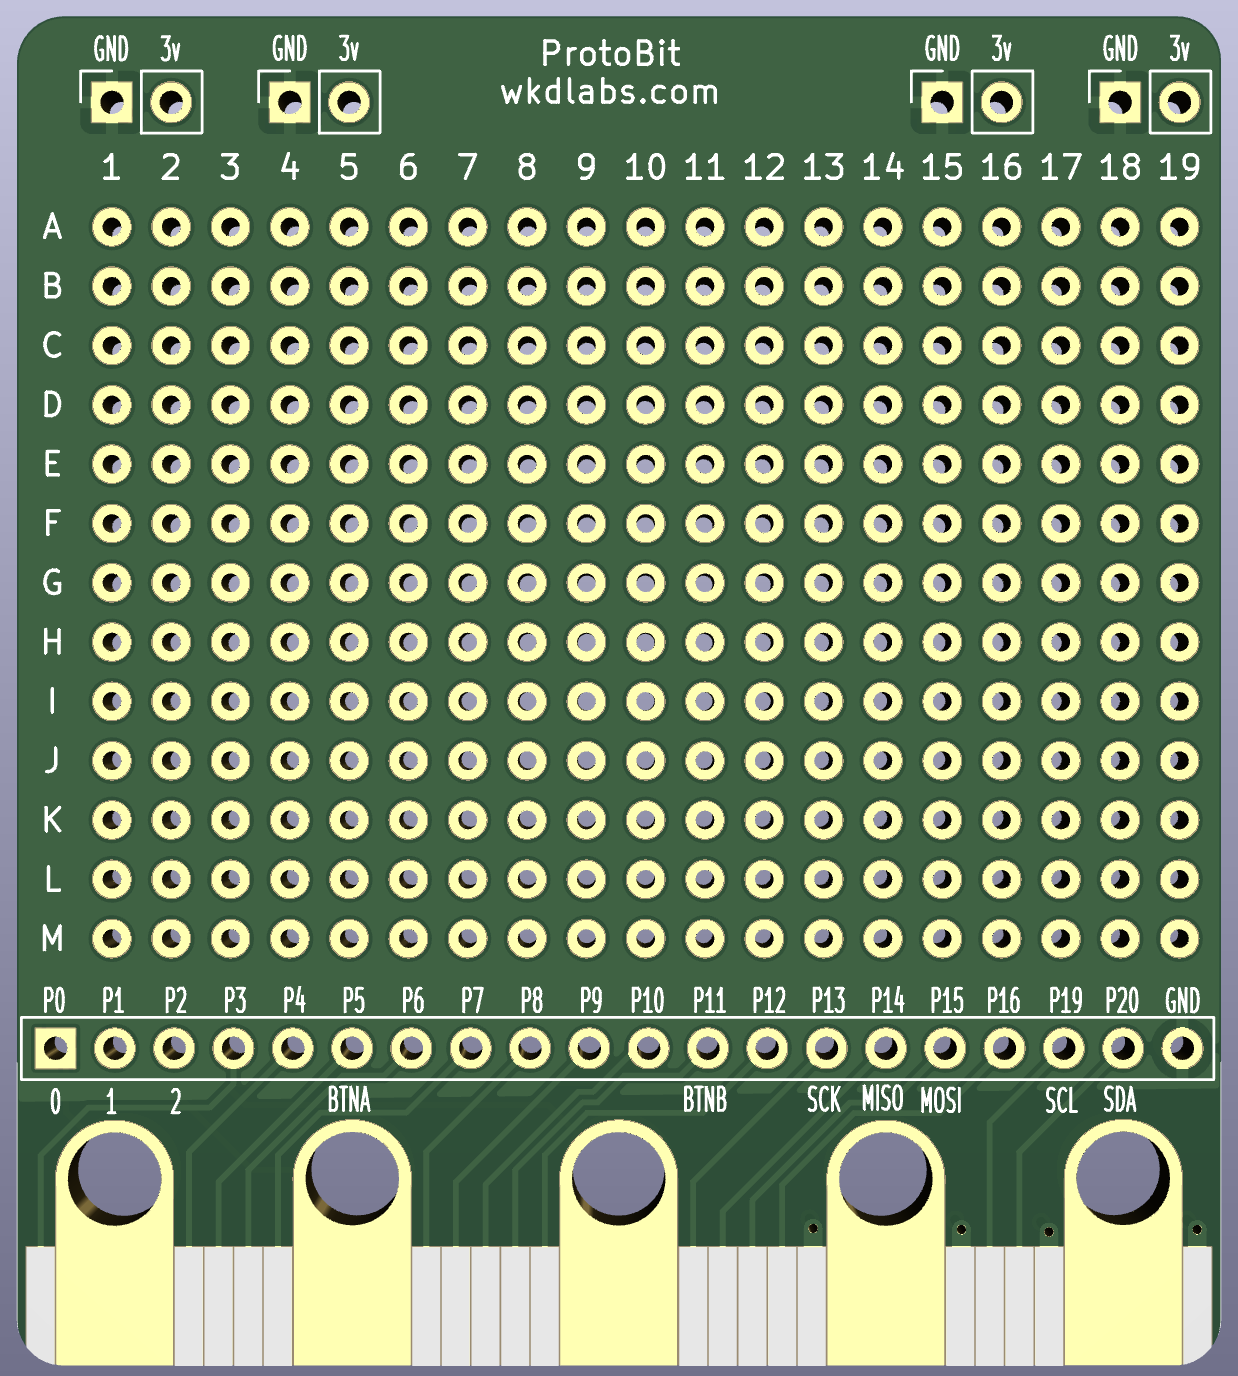 GND 3v GND 3v ProtoBit GND 3v GND 3v
wkdlabs.com
1 2 3 4 5 6 7 8 9 10 11 12 13 14 15 16 17 18 19
A
B
C
D
E
F
G
H
I
J
K
L
M
P0 P1 P2 P3 P4 P5 P6 P7 P8 P9 P10 P11 P12 P13 P14 P15 P16 P19 P20 GND
0 1 2 BTNA BTNB SCK MISO MOSI SCL SDA